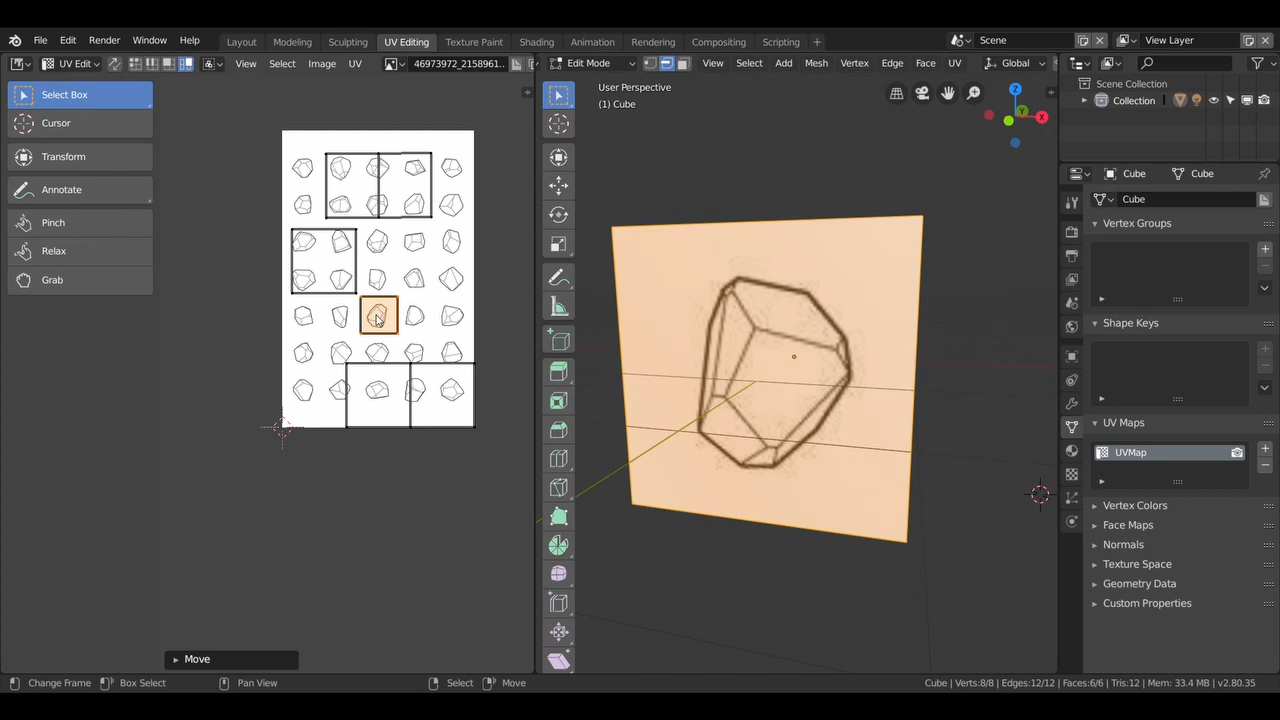 File Edit Render Window Help
Layout Modeling Sculpting UV Editing Texture Paint Shading Animation Rendering Compositing Scripting +
Scene
View Layer
UV Edit
View Select Image UV
46973972_2158961..
Edit Mode
View Select Add Mesh Vertex Edge Face UV
Global
Select Box
Cursor
Transform
Annotate
Pinch
Relax
Grab
Move
User Perspective
(1) Cube
Z
Y
X
Scene Collection
Collection
Cube
Cube
Cube
Vertex Groups
Shape Keys
UV Maps
UVMap
Vertex Colors
Face Maps
Normals
Texture Space
Geometry Data
Custom Properties
Change Frame Box Select Pan View Select Move
Cube | Verts:8/8 | Edges:12/12 | Faces:6/6 | Tris:12 | Mem: 33.4 MB | v2.80.35